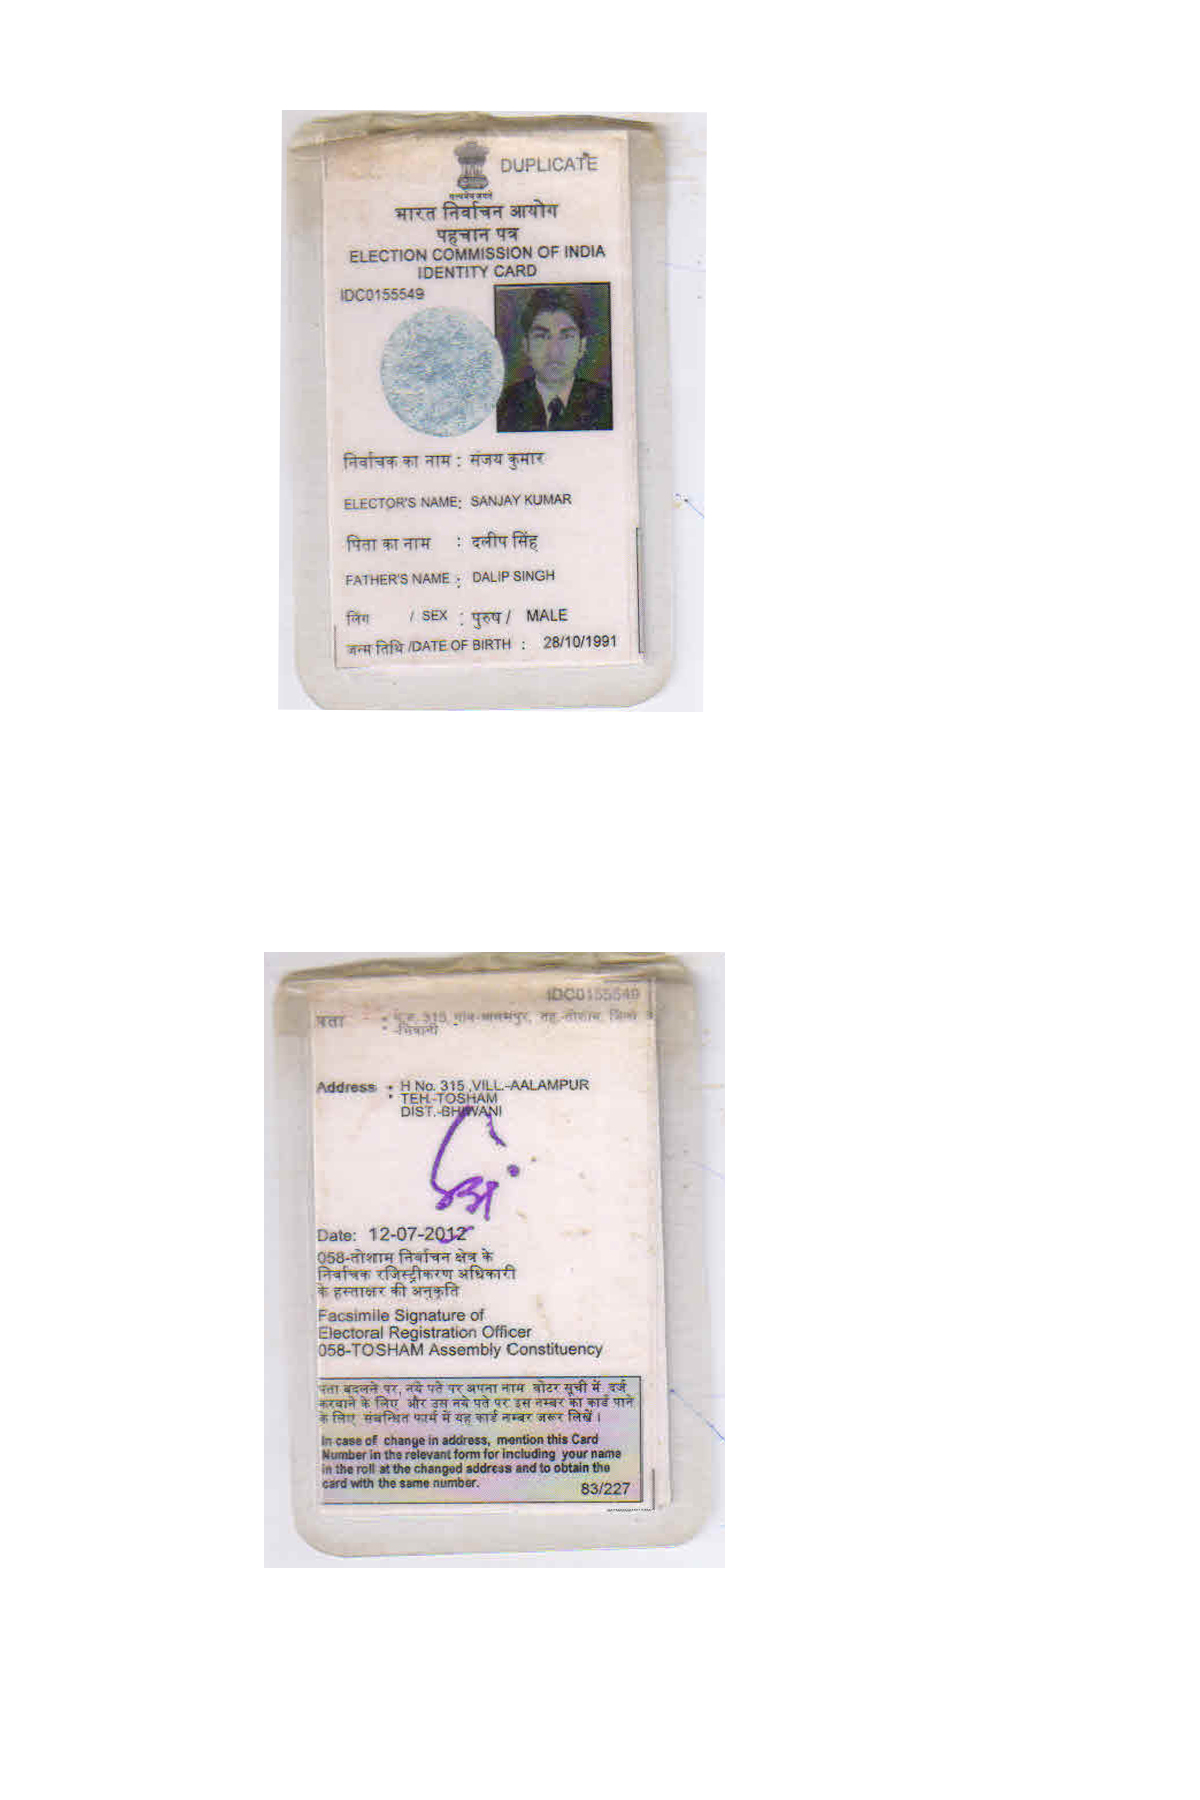 DUPLICATE
सत्यमेव जयते
भारत निर्वाचन आयोग
पहचान पत्र
ELECTION COMMISSION OF INDIA
IDENTITY CARD
IDC0155549
निर्वाचक का नाम : संजय कुमार
ELECTOR'S NAME: SANJAY KUMAR
पिता का नाम : दलीप सिंह
FATHER'S NAME : DALIP SINGH
लिंग / SEX : पुरुष / MALE
जन्म तिथि /DATE OF BIRTH : 28/10/1991
IDC0155549
पता : 315, गांव-आलमपुर, तह.-तोशाम, जिला
-भिवानी
Address : H No. 315 ,VILL.-AALAMPUR
TEH.-TOSHAM
DIST.-BHIWANI
Date: 12-07-2012
058-तोशाम निर्वाचन क्षेत्र के
निर्वाचक रजिस्ट्रीकरण अधिकारी
के हस्ताक्षर की अनुकृति
Facsimile Signature of
Electoral Registration Officer
058-TOSHAM Assembly Constituency
पता बदलने पर, नये पते पर अपना नाम वोटर सूची में दर्ज
करवाने के लिए और उस नये पते पर इस नम्बर का कार्ड पाने
के लिए संबन्धित फार्म में यह कार्ड नम्बर जरूर लिखें ।
In case of change in address, mention this Card
Number in the relevant form for including your name
in the roll at the changed address and to obtain the
card with the same number.
83/227